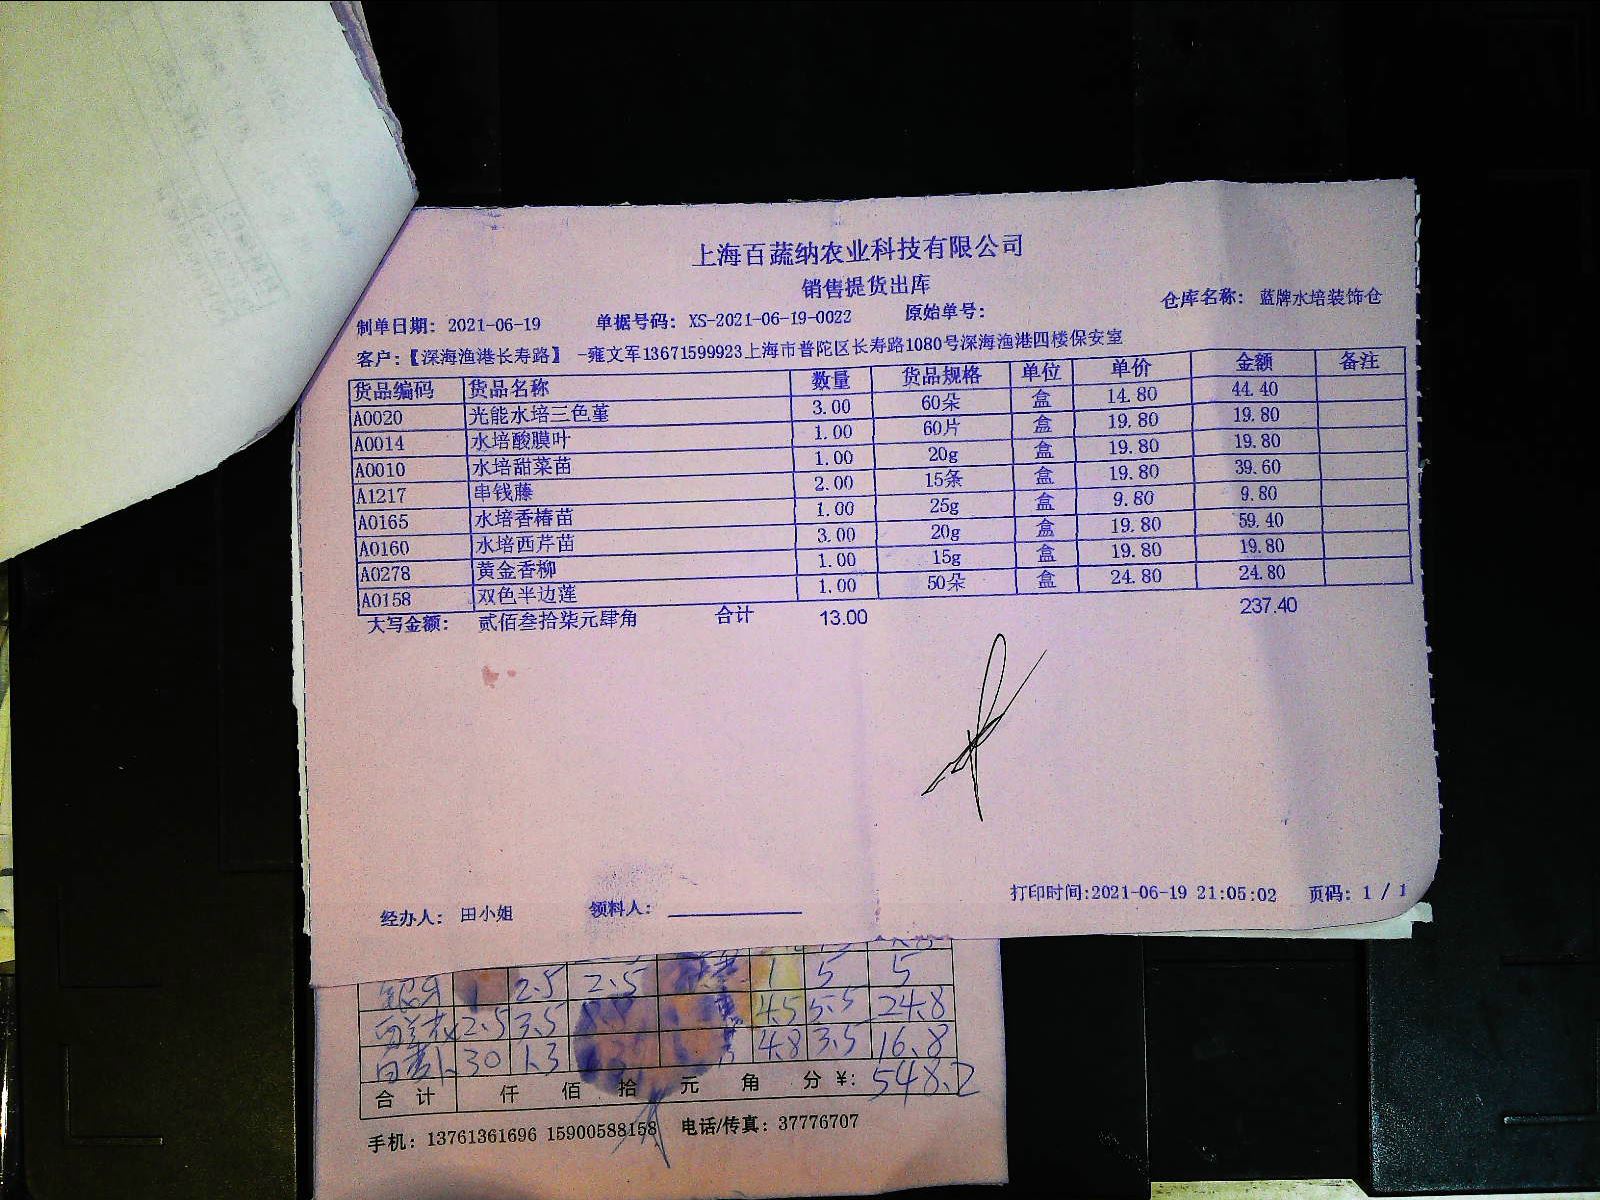 上海百蔬纳农业科技有限公司
销售提货出库
制单日期: 2021-06-19 单据号码: XS-2021-06-19-0022 原始单号: 仓库名称: 蓝牌水培装饰仓
客户:【深海渔港长寿路】 -雍文军13671599923上海市普陀区长寿路1080号深海渔港四楼保安室
货品编码 货品名称 数量 货品规格 单位 单价 金额 备注
A0020 光能水培三色堇 3.00 60朵 盒 14.80 44.40
A0014 水培酸膜叶 1.00 60片 盒 19.80 19.80
A0010 水培甜菜苗 1.00 20g 盒 19.80 19.80
A1217 串钱藤 2.00 15条 盒 19.80 39.60
A0165 水培香椿苗 1.00 25g 盒 9.80 9.80
A0160 水培西芹苗 3.00 20g 盒 19.80 59.40
A0278 黄金香柳 1.00 15g 盒 19.80 19.80
A0158 双色半边莲 1.00 50朵 盒 24.80 24.80
大写金额: 贰佰叁拾柒元肆角 合计 13.00 237.40
打印时间:2021-06-19 21:05:02 页码: 1 / 1
经办人: 田小姐 领料人:
1 2.5 2.5 1 5 5
2.5 3.5 4.5 5.5 24.8
30 1.3 4.8 3.5 16.8
合计 仟 佰 拾 元 角 分 ¥: 548.2
手机: 13761361696 15900588158 电话/传真: 37776707